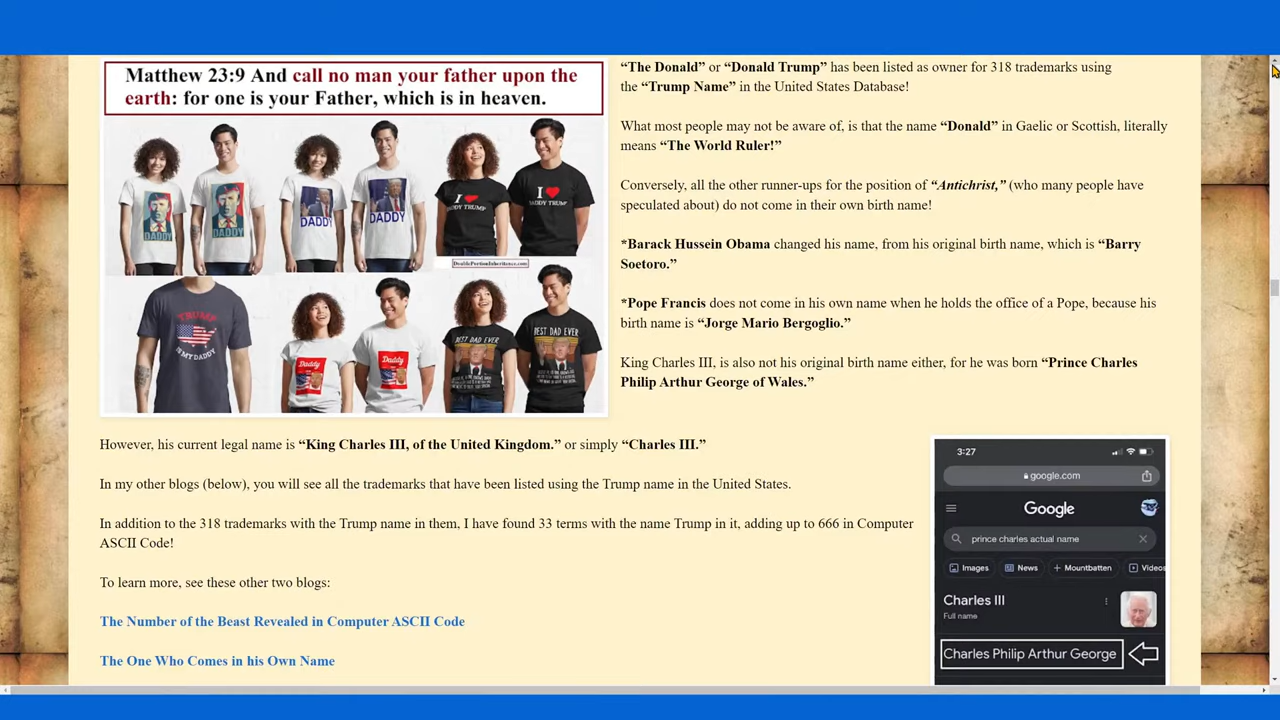 Matthew 23:9 And call no man your father upon the
earth: for one is your Father, which is in heaven.
DADDY
DADDY
DADDY
DADDY
I ❤
DADDY TRUMP
I ❤
DADDY TRUMP
DoublePortionInheritance.com
TRUMP
IS MY DADDY
Daddy
Daddy
BEST DAD EVER
BEST DAD EVER
“The Donald” or “Donald Trump” has been listed as owner for 318 trademarks using
the “Trump Name” in the United States Database!
What most people may not be aware of, is that the name “Donald” in Gaelic or Scottish, literally
means “The World Ruler!”
Conversely, all the other runner-ups for the position of “Antichrist,” (who many people have
speculated about) do not come in their own birth name!
*Barack Hussein Obama changed his name, from his original birth name, which is “Barry
Soetoro.”
*Pope Francis does not come in his own name when he holds the office of a Pope, because his
birth name is “Jorge Mario Bergoglio.”
King Charles III, is also not his original birth name either, for he was born “Prince Charles
Philip Arthur George of Wales.”
However, his current legal name is “King Charles III, of the United Kingdom.” or simply “Charles III.”
In my other blogs (below), you will see all the trademarks that have been listed using the Trump name in the United States.
In addition to the 318 trademarks with the Trump name in them, I have found 33 terms with the name Trump in it, adding up to 666 in Computer
ASCII Code!
To learn more, see these other two blogs:
The Number of the Beast Revealed in Computer ASCII Code
The One Who Comes in his Own Name
3:27
google.com
Google
prince charles actual name
Images News + Mountbatten Videos
Charles III
Full name
Charles Philip Arthur George